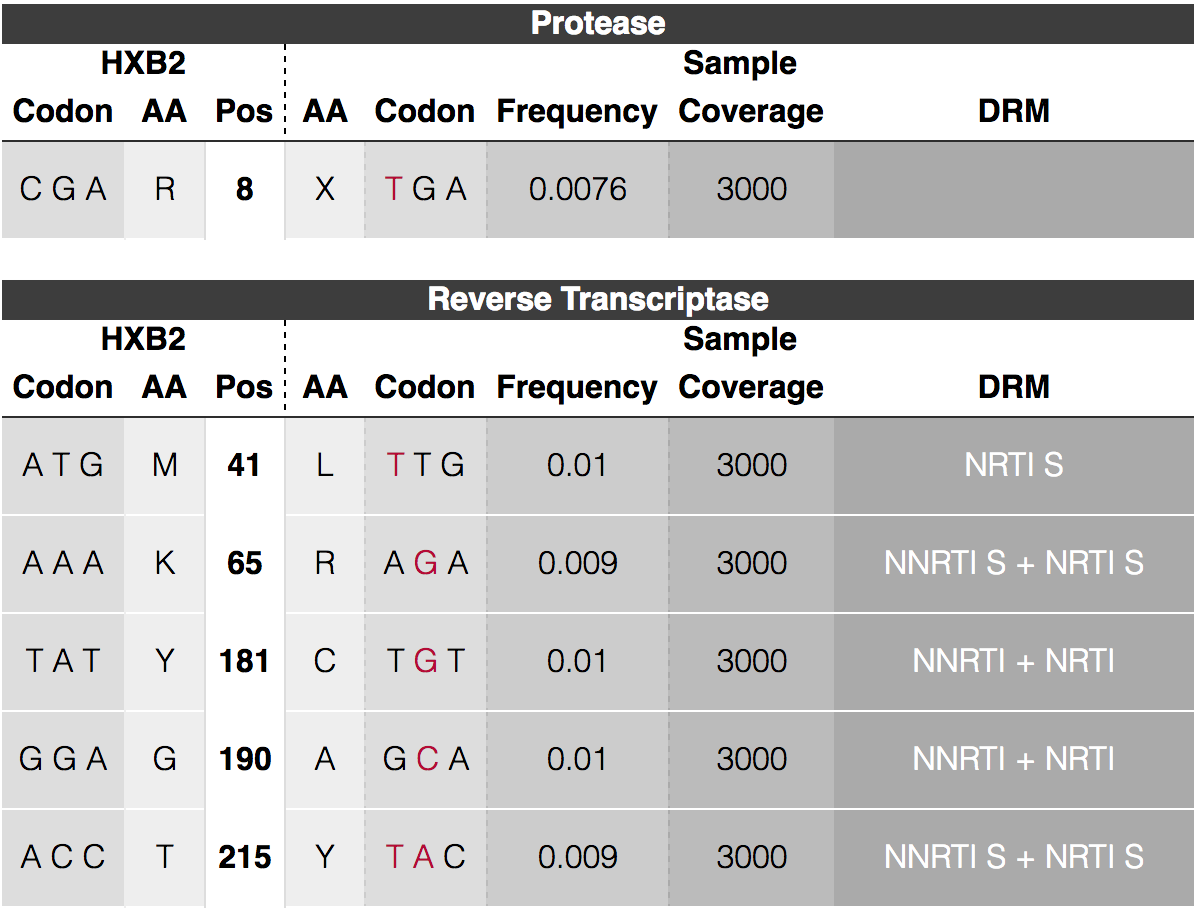 Protease
HXB2 Sample
Codon AA Pos AA Codon Frequency Coverage DRM
C G A R 8 X T G A 0.0076 3000
Reverse Transcriptase
HXB2 Sample
Codon AA Pos AA Codon Frequency Coverage DRM
A T G M 41 L T T G 0.01 3000 NRTI S
A A A K 65 R A G A 0.009 3000 NNRTI S + NRTI S
T A T Y 181 C T G T 0.01 3000 NNRTI + NRTI
G G A G 190 A G C A 0.01 3000 NNRTI + NRTI
A C C T 215 Y T A C 0.009 3000 NNRTI S + NRTI S